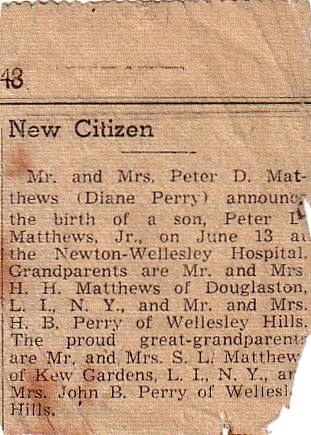 48
New Citizen
Mr. and Mrs. Peter D. Mat-
thews (Diane Perry) announc
the birth of a son, Peter D
Matthews, Jr., on June 13 at
the Newton-Wellesley Hospital.
Grandparents are Mr. and Mrs.
H. H. Matthews of Douglaston,
L. I., N. Y., and Mr. and Mrs.
H. B. Perry of Wellesley Hills.
The proud great-grandparents
are Mr. and Mrs. S. L. Matthew
of Kew Gardens, L. I., N. Y., an
Mrs. John B. Perry of Wellesl
Hills.